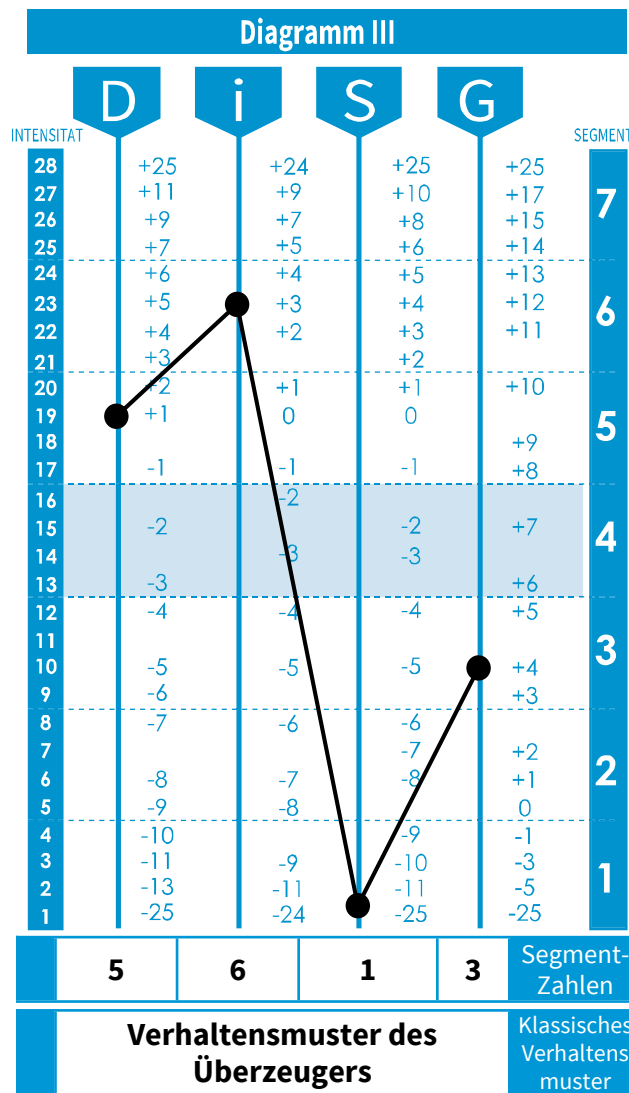 Diagramm III
D i S G
INTENSITAT SEGMENT
28 +25 +24 +25 +25
27 +11 +9 +10 +17 7
26 +9 +7 +8 +15
25 +7 +5 +6 +14
24 +6 +4 +5 +13
23 +5 +3 +4 +12 6
22 +4 +2 +3 +11
21 +3 +2
20 +2 +1 +1 +10
19 +1 0 0 5
18 +9
17 -1 -1 -1 +8
16 -2
15 -2 -2 +7 4
14 -3 -3
13 -3 +6
12 -4 -4 -4 +5
11 3
10 -5 -5 -5 +4
9 -6 +3
8 -7 -6 -6
7 -7 +2 2
6 -8 -7 -8 +1
5 -9 -8 0
4 -10 -9 -1
3 -11 -9 -10 -3 1
2 -13 -11 -11 -5
1 -25 -24 -25 -25
5 6 1 3 Segment-
Zahlen
Verhaltensmuster des
Überzeugers
Klassisches
Verhaltens
muster